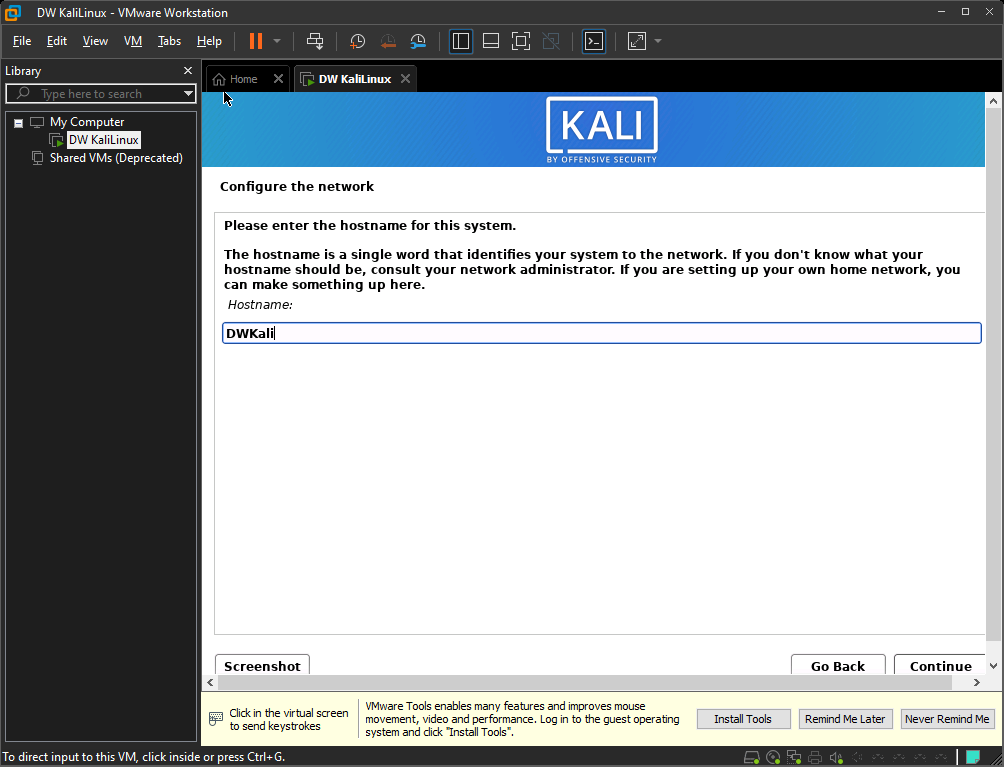 DW KaliLinux - VMware Workstation
File Edit View VM Tabs Help
Library
Type here to search
My Computer
DW KaliLinux
Shared VMs (Deprecated)
Home
DW KaliLinux
KALI
BY OFFENSIVE SECURITY
Configure the network
Please enter the hostname for this system.
The hostname is a single word that identifies your system to the network. If you don't know what your
hostname should be, consult your network administrator. If you are setting up your own home network, you
can make something up here.
Hostname:
DWKali
Screenshot Go Back Continue
Click in the virtual screen
to send keystrokes
VMware Tools enables many features and improves mouse
movement, video and performance. Log in to the guest operating
system and click "Install Tools".
Install Tools Remind Me Later Never Remind Me
To direct input to this VM, click inside or press Ctrl+G.